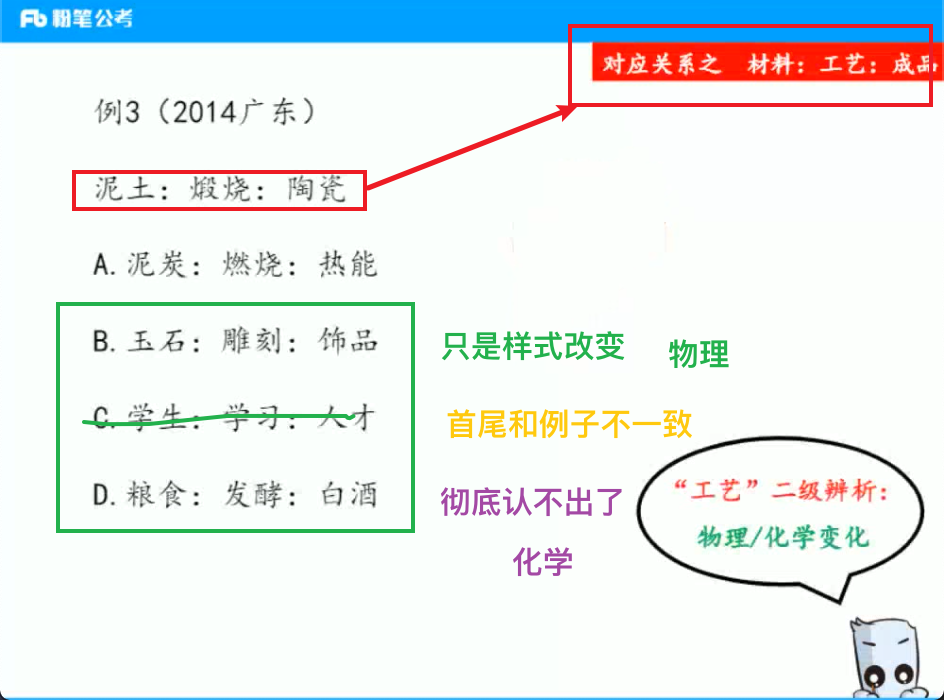 粉笔公考
对应关系之 材料：工艺：成品
例3（2014广东）
泥土：煅烧：陶瓷
A.泥炭：燃烧：热能
B.玉石：雕刻：饰品
只是样式改变 物理
C.学生：学习：人才
首尾和例子不一致
D.粮食：发酵：白酒
彻底认不出了
化学
“工艺”二级辨析：
物理/化学变化